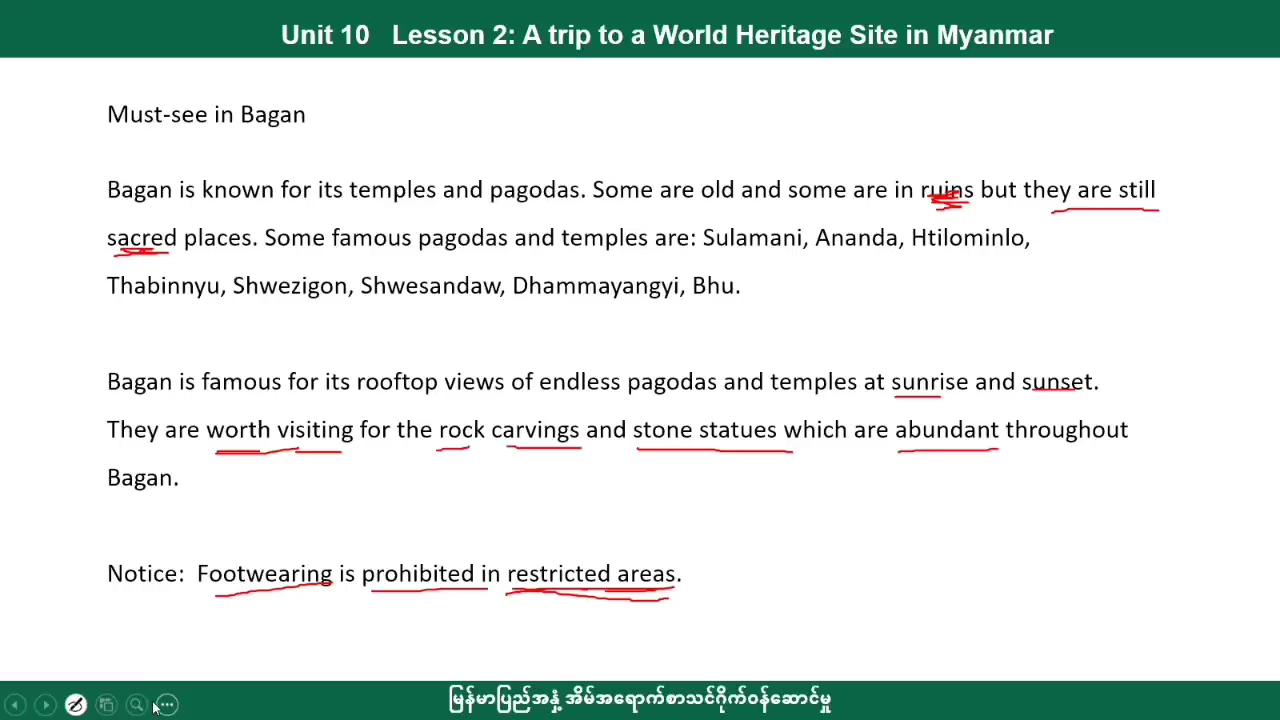 Unit 10 Lesson 2: A trip to a World Heritage Site in Myanmar
Must-see in Bagan
Bagan is known for its temples and pagodas. Some are old and some are in ruins but they are still
sacred places. Some famous pagodas and temples are: Sulamani, Ananda, Htilominlo,
Thabinnyu, Shwezigon, Shwesandaw, Dhammayangyi, Bhu.
Bagan is famous for its rooftop views of endless pagodas and temples at sunrise and sunset.
They are worth visiting for the rock carvings and stone statues which are abundant throughout
Bagan.
Notice: Footwearing is prohibited in restricted areas.
မြန်မာပြည်အနှံ့ အိမ်အရောက်စာသင်ဂိုက်ဝန်ဆောင်မှု